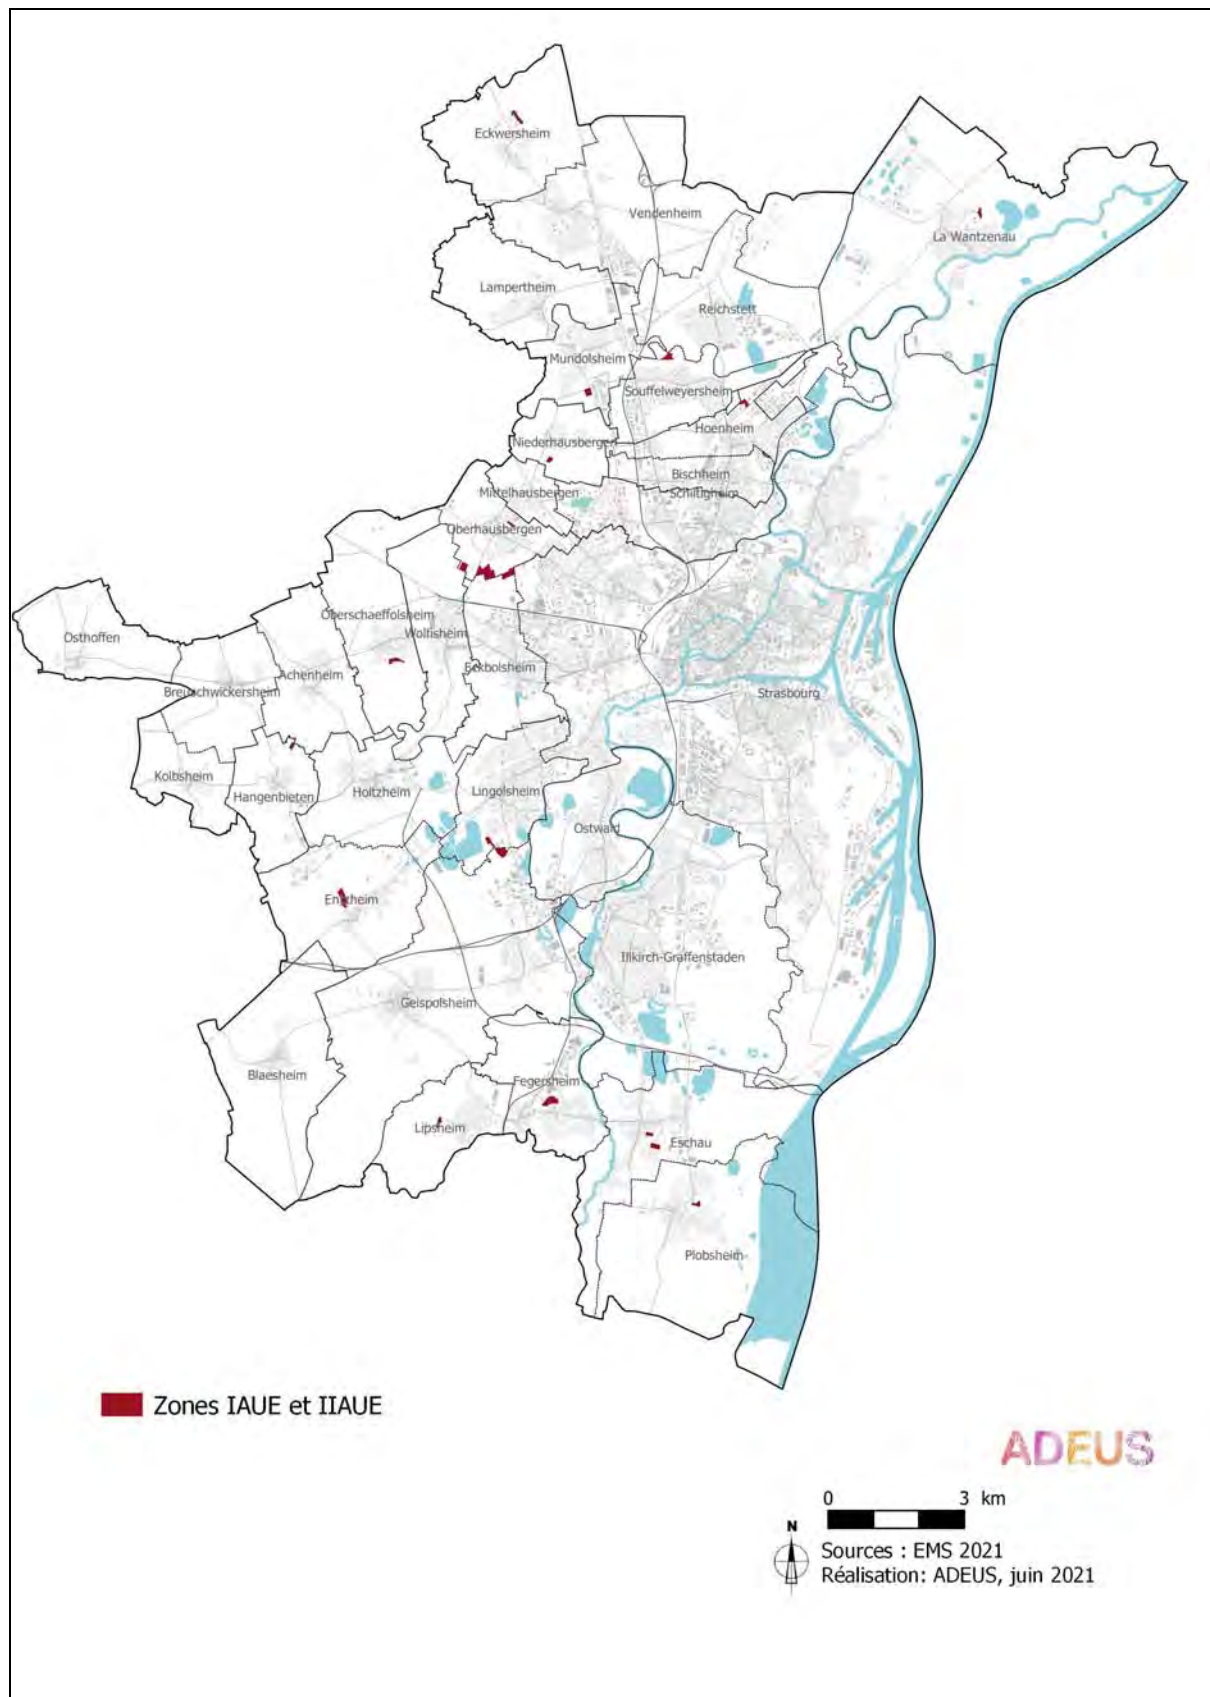 Eckwersheim
Vendenheim
La Wantzenau
Lampertheim
Reichstett
Mundolsheim
Souffelweyersheim
Hoenheim
Niederhausbergen
Bischheim
Mittelhausbergen
Schiltigheim
Oberhausbergen
Oberschaeffolsheim
Osthoffen
Wolfisheim
Eckbolsheim
Achenheim
Breuschwickersheim
Strasbourg
Kolbsheim
Hangenbieten
Holtzheim
Lingolsheim
Ostwald
Entzheim
Illkirch-Graffenstaden
Geispolsheim
Blaesheim
Fegersheim
Lipsheim
Eschau
Plobsheim
Zones IAUE et IIAUE
ADEUS
0 3 km
N
Sources : EMS 2021
Réalisation: ADEUS, juin 2021